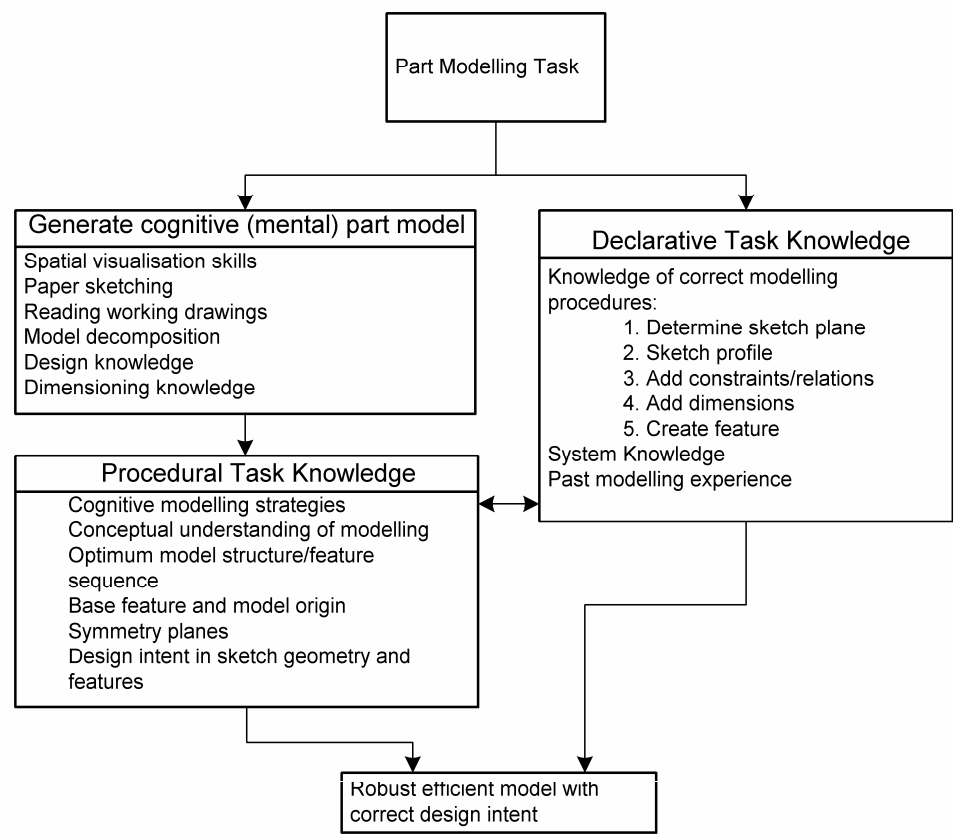 Part Modelling Task
Generate cognitive (mental) part model
Spatial visualisation skills
Paper sketching
Reading working drawings
Model decomposition
Design knowledge
Dimensioning knowledge
Declarative Task Knowledge
Knowledge of correct modelling
procedures:
1. Determine sketch plane
2. Sketch profile
3. Add constraints/relations
4. Add dimensions
5. Create feature
System Knowledge
Past modelling experience
Procedural Task Knowledge
Cognitive modelling strategies
Conceptual understanding of modelling
Optimum model structure/feature
sequence
Base feature and model origin
Symmetry planes
Design intent in sketch geometry and
features
Robust efficient model with
correct design intent